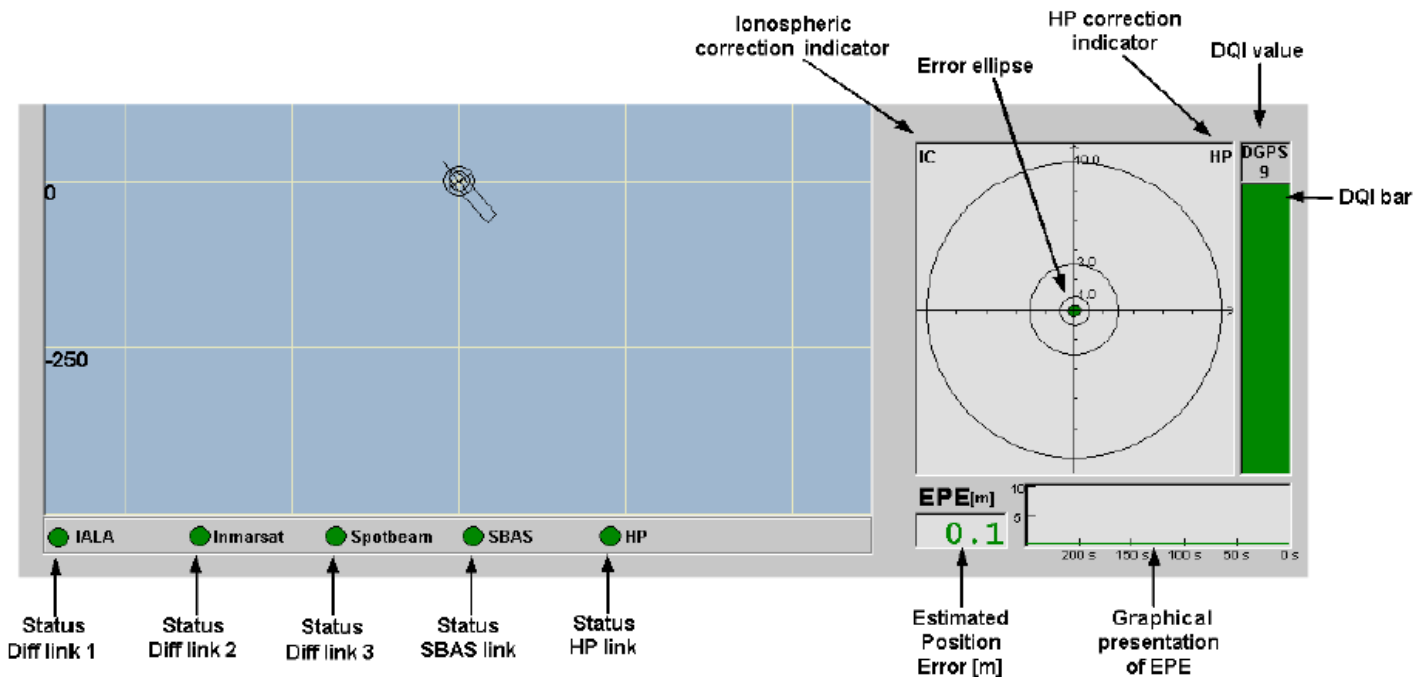 Ionospheric
correction indicator
Error ellipse
HP correction
indicator
DQI value
0
-250
IC
HP
DGPS
9
DQI bar
10.0
3.0
1.0
EPE[m]
0.1
10
5
200 s 150 s 100 s 50 s 0 s
IALA Inmarsat Spotbeam SBAS HP
Status
Diff link 1
Status
Diff link 2
Status
Diff link 3
Status
SBAS link
Status
HP link
Estimated
Position
Error [m]
Graphical
presentation
of EPE